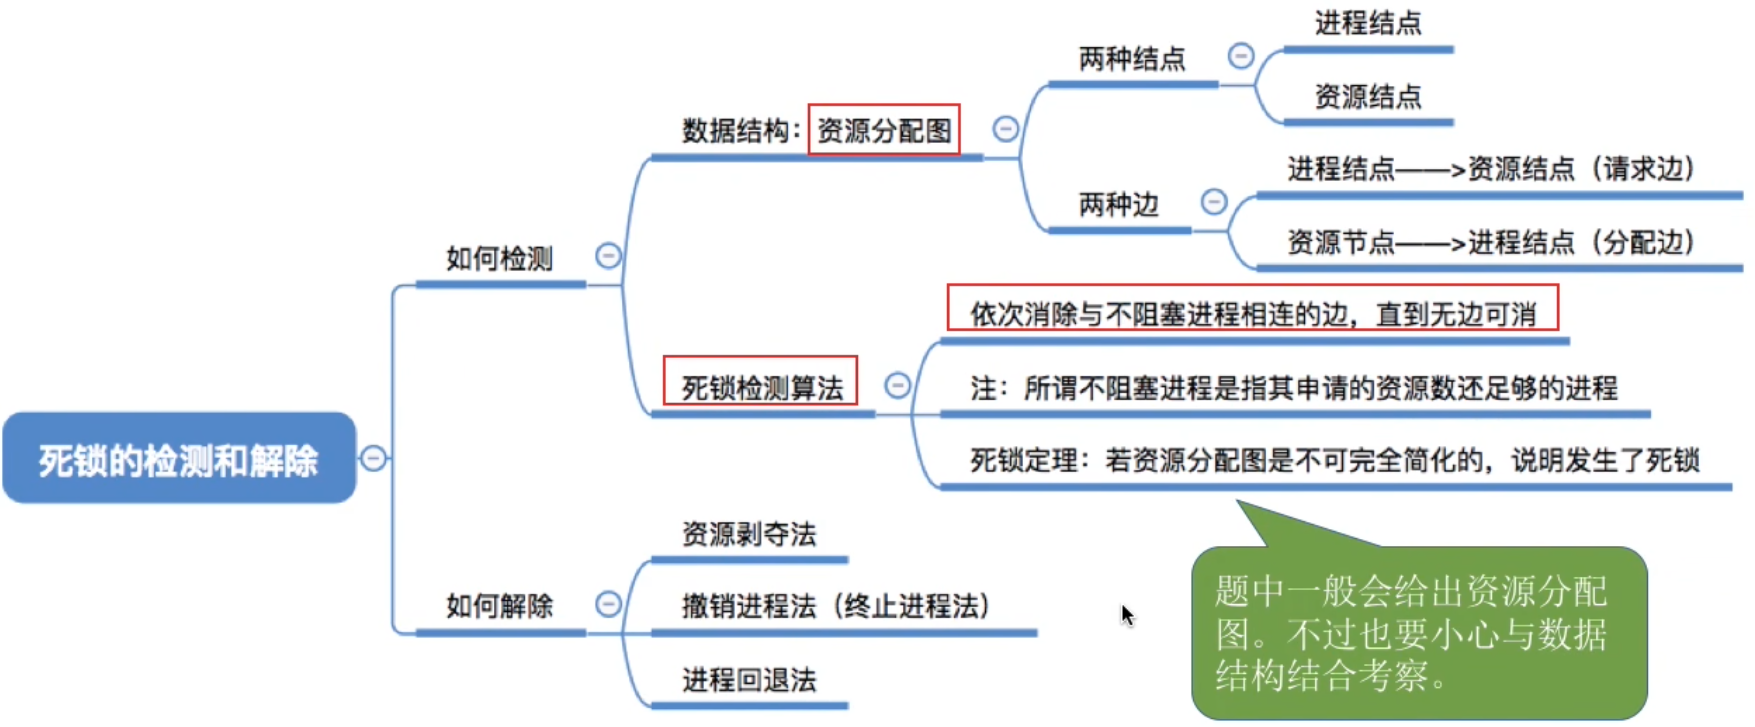 死锁的检测和解除
如何检测
数据结构：资源分配图
两种结点
进程结点
资源结点
两种边
进程结点——>资源结点（请求边）
资源节点——>进程结点（分配边）
死锁检测算法
依次消除与不阻塞进程相连的边，直到无边可消
注：所谓不阻塞进程是指其申请的资源数还足够的进程
死锁定理：若资源分配图是不可完全简化的，说明发生了死锁
题中一般会给出资源分配
图。不过也要小心与数据
结构结合考察。
如何解除
资源剥夺法
撤销进程法（终止进程法）
进程回退法